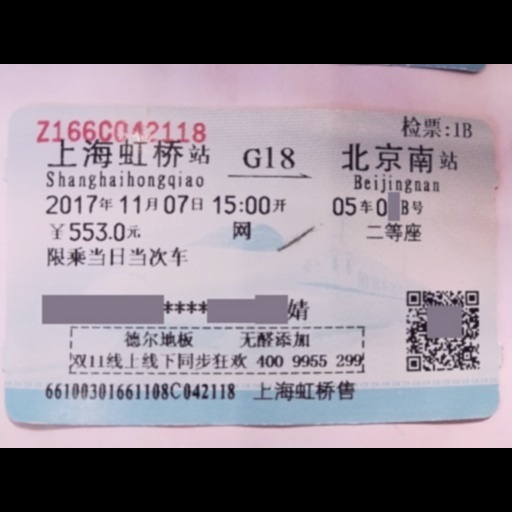 Z166C042118
检票:1B
上海虹桥站 G18 北京南站
Shanghaihongqiao Beijingnan
2017年11月07日 15:00开 05车0 B号
¥553.0元 网 二等座
限乘当日当次车
**** 婧
德尔地板 无醛添加
双11线上线下同步狂欢 400 9955 299
66100301661108C042118 上海虹桥售